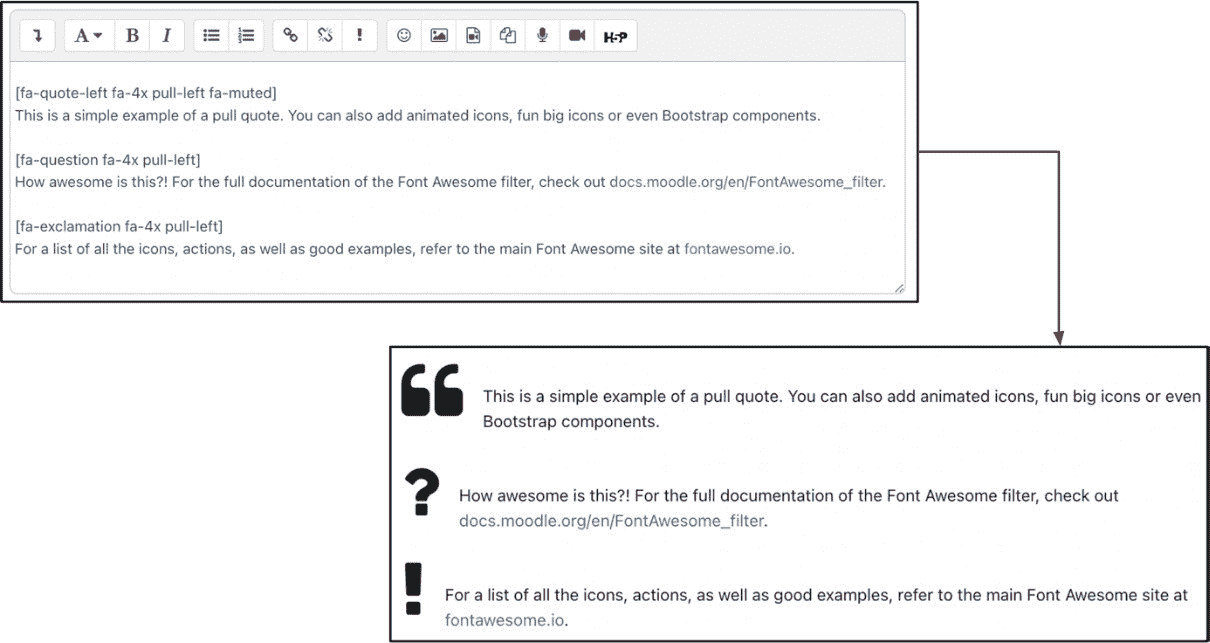 A B I H5P
[fa-quote-left fa-4x pull-left fa-muted]
This is a simple example of a pull quote. You can also add animated icons, fun big icons or even Bootstrap components.
[fa-question fa-4x pull-left]
How awesome is this?! For the full documentation of the Font Awesome filter, check out docs.moodle.org/en/FontAwesome_filter.
[fa-exclamation fa-4x pull-left]
For a list of all the icons, actions, as well as good examples, refer to the main Font Awesome site at fontawesome.io.
This is a simple example of a pull quote. You can also add animated icons, fun big icons or even
Bootstrap components.
How awesome is this?! For the full documentation of the Font Awesome filter, check out
docs.moodle.org/en/FontAwesome_filter.
For a list of all the icons, actions, as well as good examples, refer to the main Font Awesome site at
fontawesome.io.